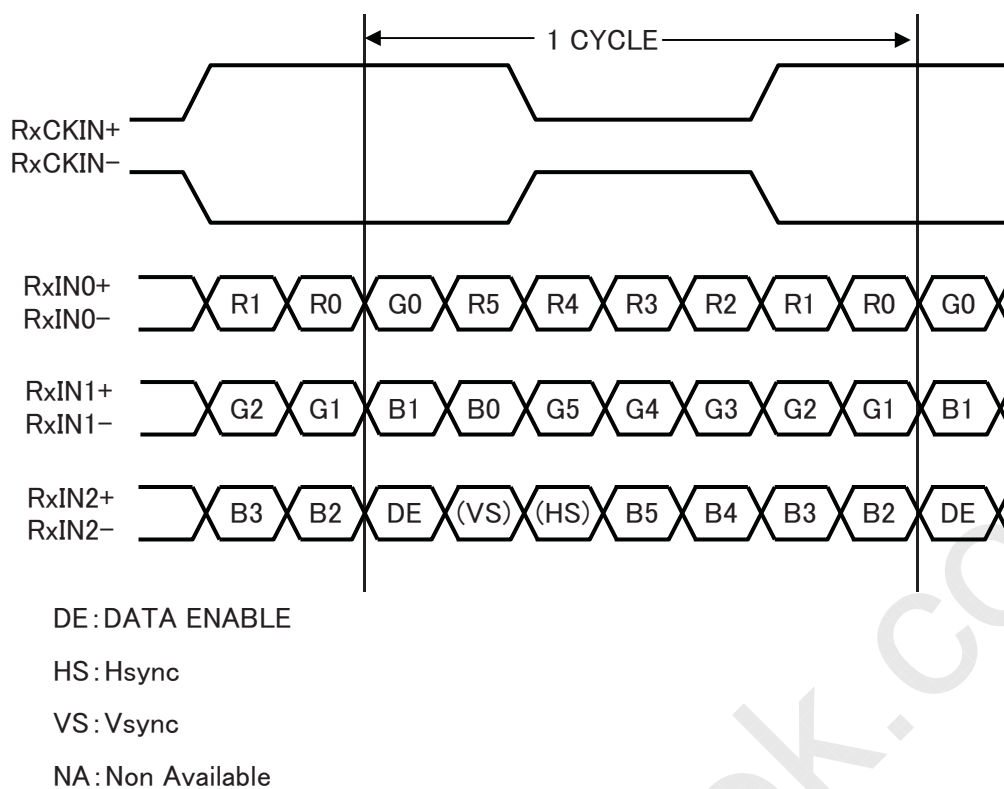 1 CYCLE
RxCKIN+
RxCKIN−
RxIN0+
RxIN0−
R1 R0 G0 R5 R4 R3 R2 R1 R0 G0
RxIN1+
RxIN1−
G2 G1 B1 B0 G5 G4 G3 G2 G1 B1
RxIN2+
RxIN2−
B3 B2 DE (VS) (HS) B5 B4 B3 B2 DE
DE:DATA ENABLE
HS:Hsync
VS:Vsync
NA:Non Available